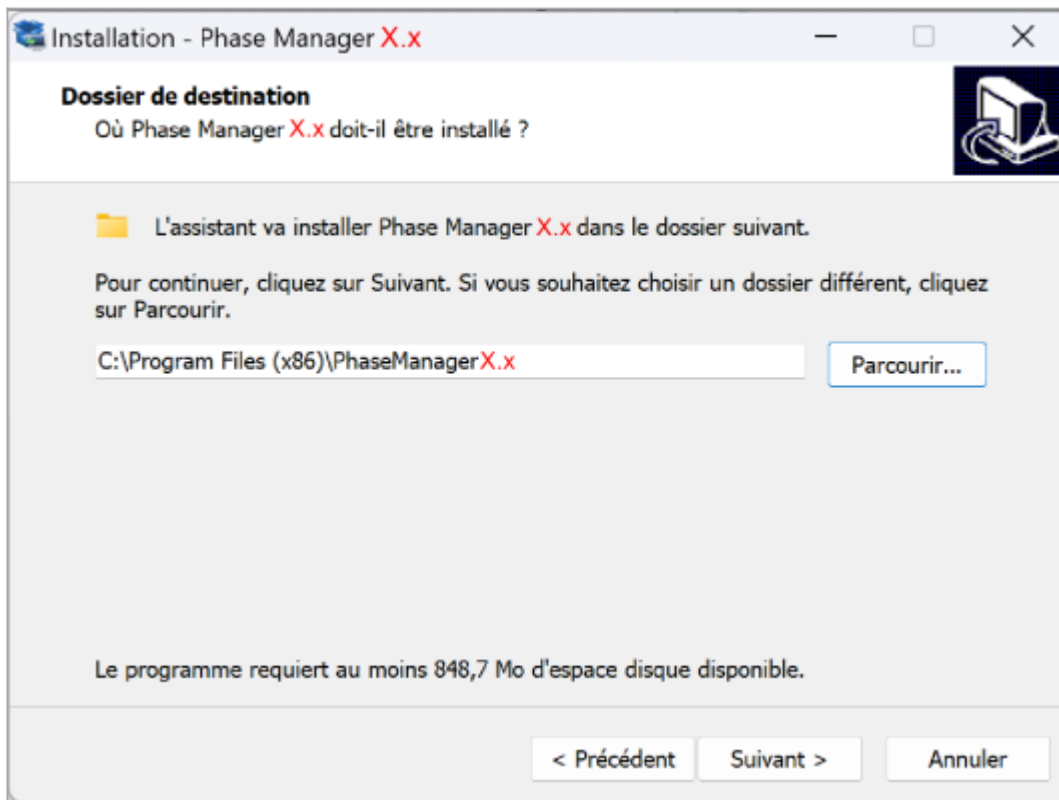 Installation - Phase Manager X.x
Dossier de destination
Où Phase Manager X.x doit-il être installé ?
L'assistant va installer Phase Manager X.x dans le dossier suivant.
Pour continuer, cliquez sur Suivant. Si vous souhaitez choisir un dossier différent, cliquez
sur Parcourir.
C:\Program Files (x86)\PhaseManagerX.x
Parcourir...
Le programme requiert au moins 848,7 Mo d'espace disque disponible.
< Précédent
Suivant >
Annuler